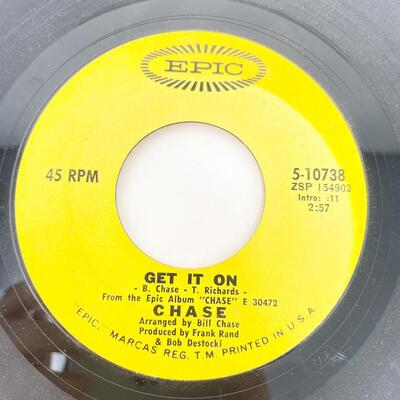 EPIC
45 RPM
5-10738
ZSP 154902
Intro: :11
2:57
GET IT ON
- B. Chase - T. Richards -
From the Epic Album "CHASE" E 30472
CHASE
Arranged by Bill Chase
Produced by Frank Rand
& Bob Destocki
"EPIC," MARCAS REG. T.M. PRINTED IN U.S.A.